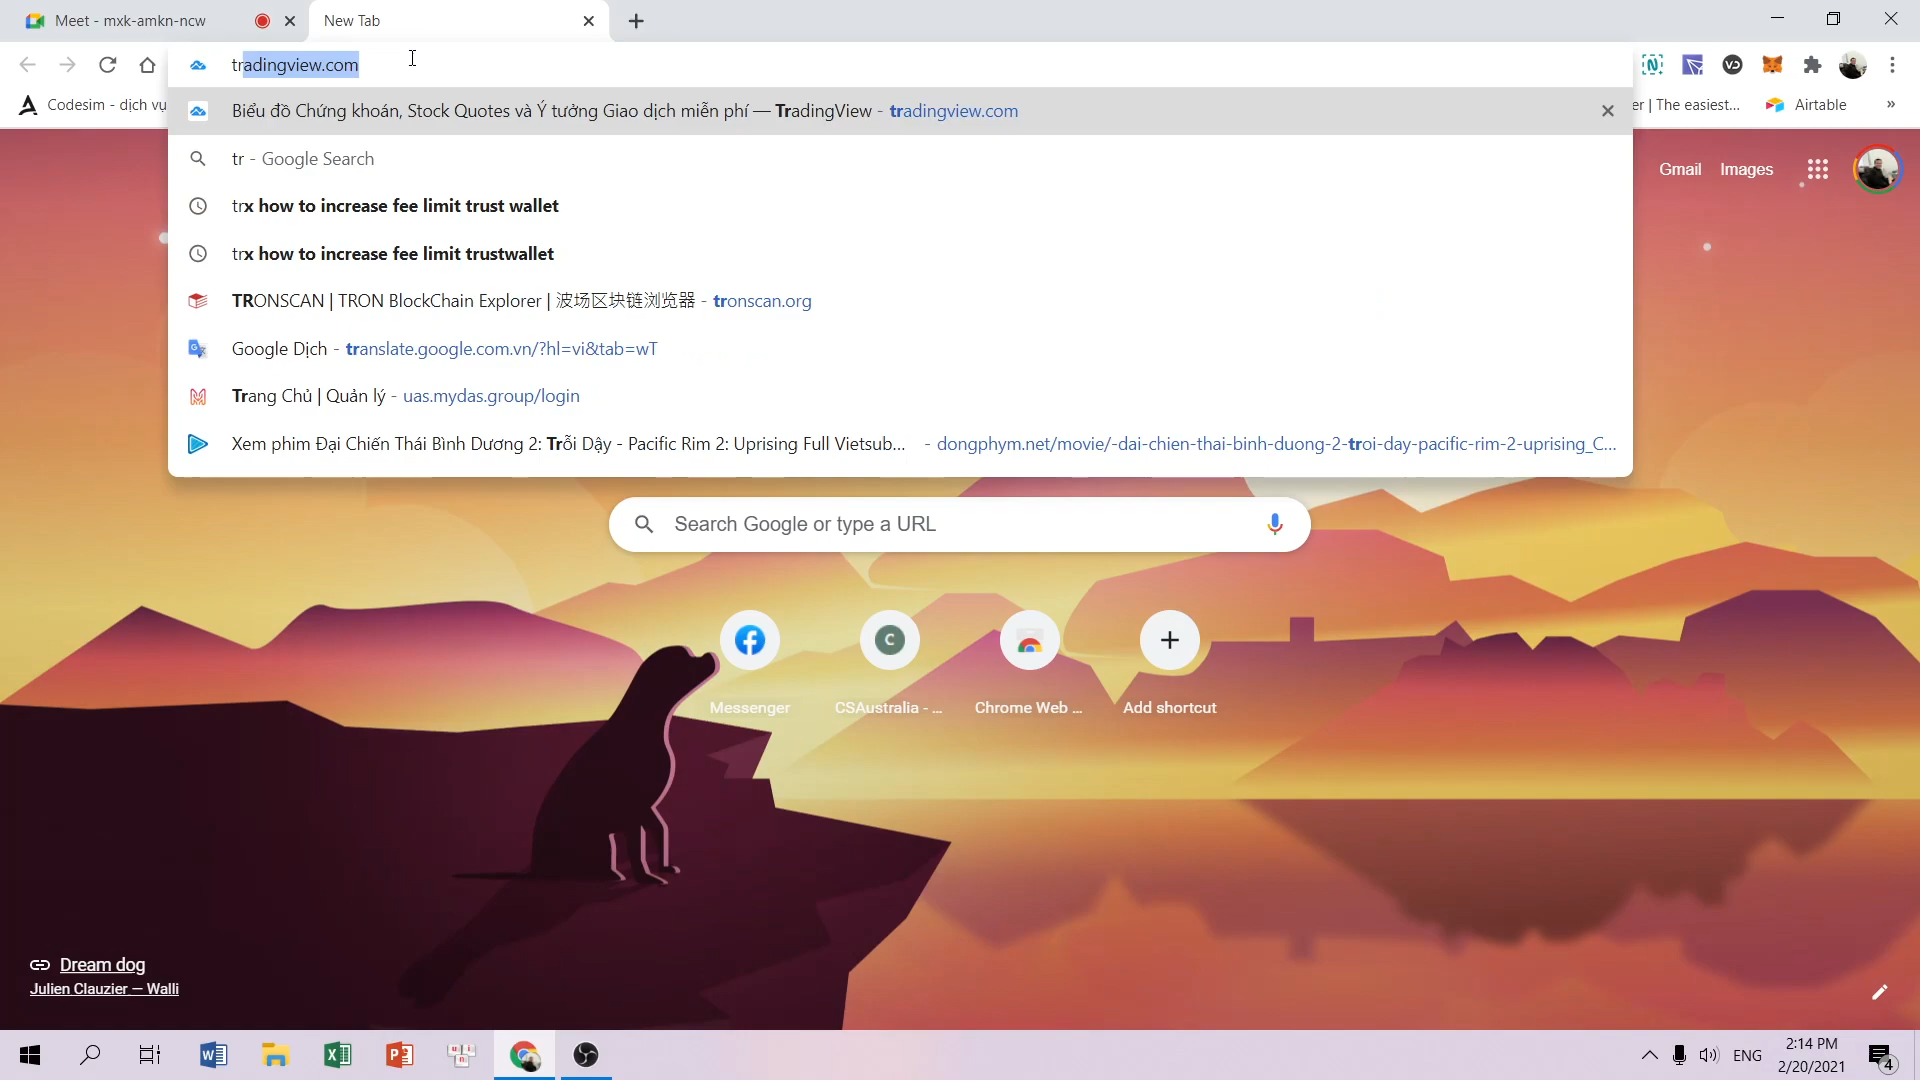 Meet - mxk-amkn-ncw
New Tab
tradingview.com
Codesim - dịch vụ
er | The easiest...
Airtable
»
Biểu đồ Chứng khoán, Stock Quotes và Ý tưởng Giao dịch miễn phí — TradingView - tradingview.com
tr - Google Search
trx how to increase fee limit trust wallet
trx how to increase fee limit trustwallet
TRONSCAN | TRON BlockChain Explorer | 波场区块链浏览器 - tronscan.org
Google Dịch - translate.google.com.vn/?hl=vi&tab=wT
Trang Chủ | Quản lý - uas.mydas.group/login
Xem phim Đại Chiến Thái Bình Dương 2: Trỗi Dậy - Pacific Rim 2: Uprising Full Vietsub... - dongphym.net/movie/-dai-chien-thai-binh-duong-2-troi-day-pacific-rim-2-uprising_C...
Gmail
Images
Search Google or type a URL
C
Messenger
CSAustralia - ...
Chrome Web ...
Add shortcut
Dream dog
Julien Clauzier — Walli
ENG
2:14 PM
2/20/2021
4